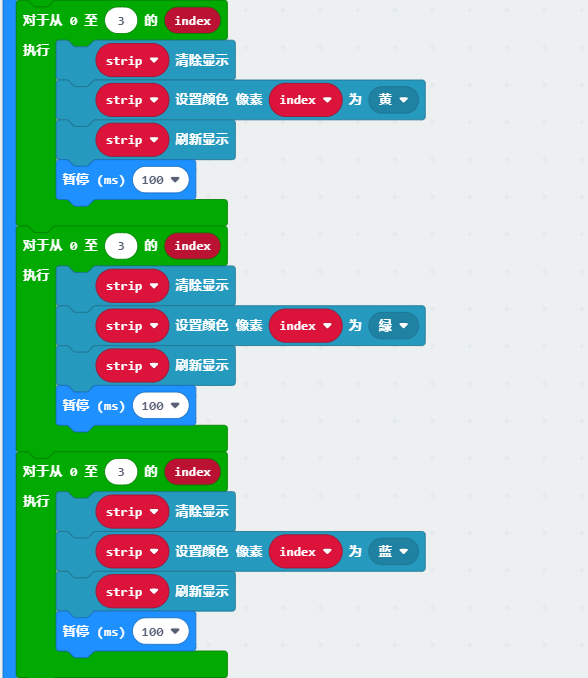 对于从 0 至 3 的 index
执行
strip 清除显示
strip 设置颜色 像素 index 为 黄
strip 刷新显示
暂停 (ms) 100
对于从 0 至 3 的 index
执行
strip 清除显示
strip 设置颜色 像素 index 为 绿
strip 刷新显示
暂停 (ms) 100
对于从 0 至 3 的 index
执行
strip 清除显示
strip 设置颜色 像素 index 为 蓝
strip 刷新显示
暂停 (ms) 100